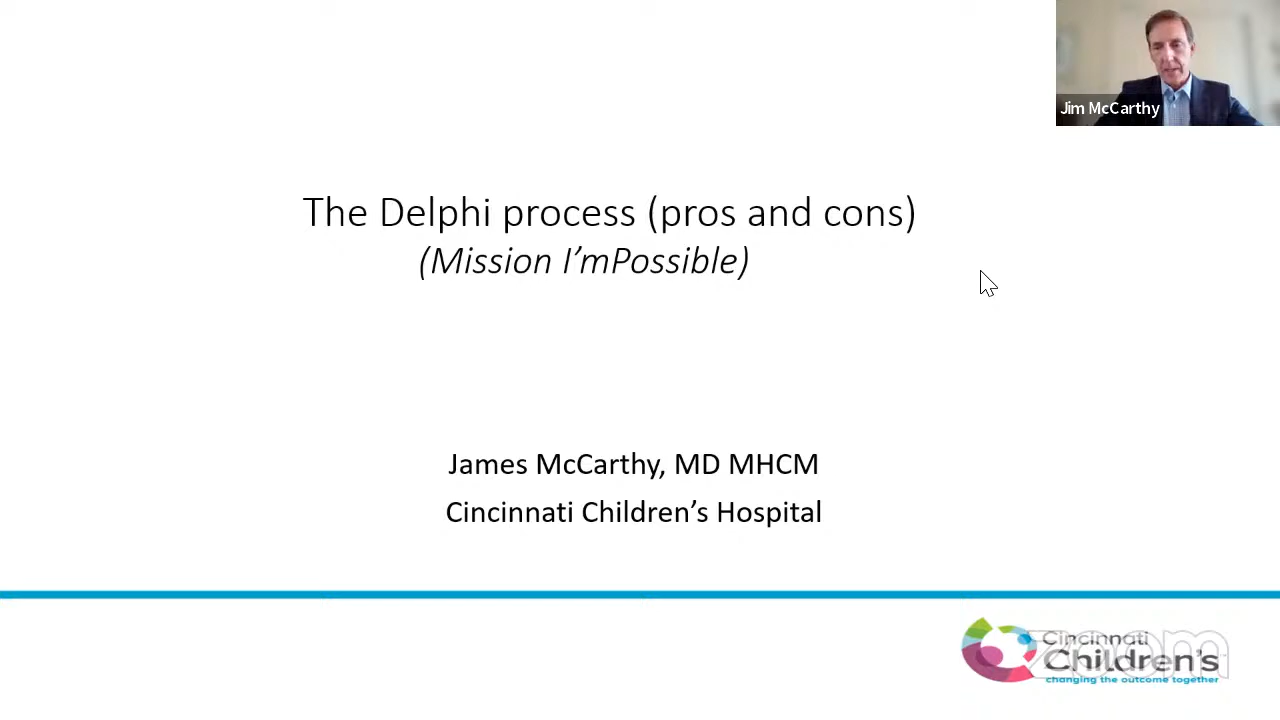 Jim McCarthy
The Delphi process (pros and cons)
(Mission I'mPossible)
James McCarthy, MD MHCM
Cincinnati Children's Hospital
zoom
Cincinnati
Children's
changing the outcome together